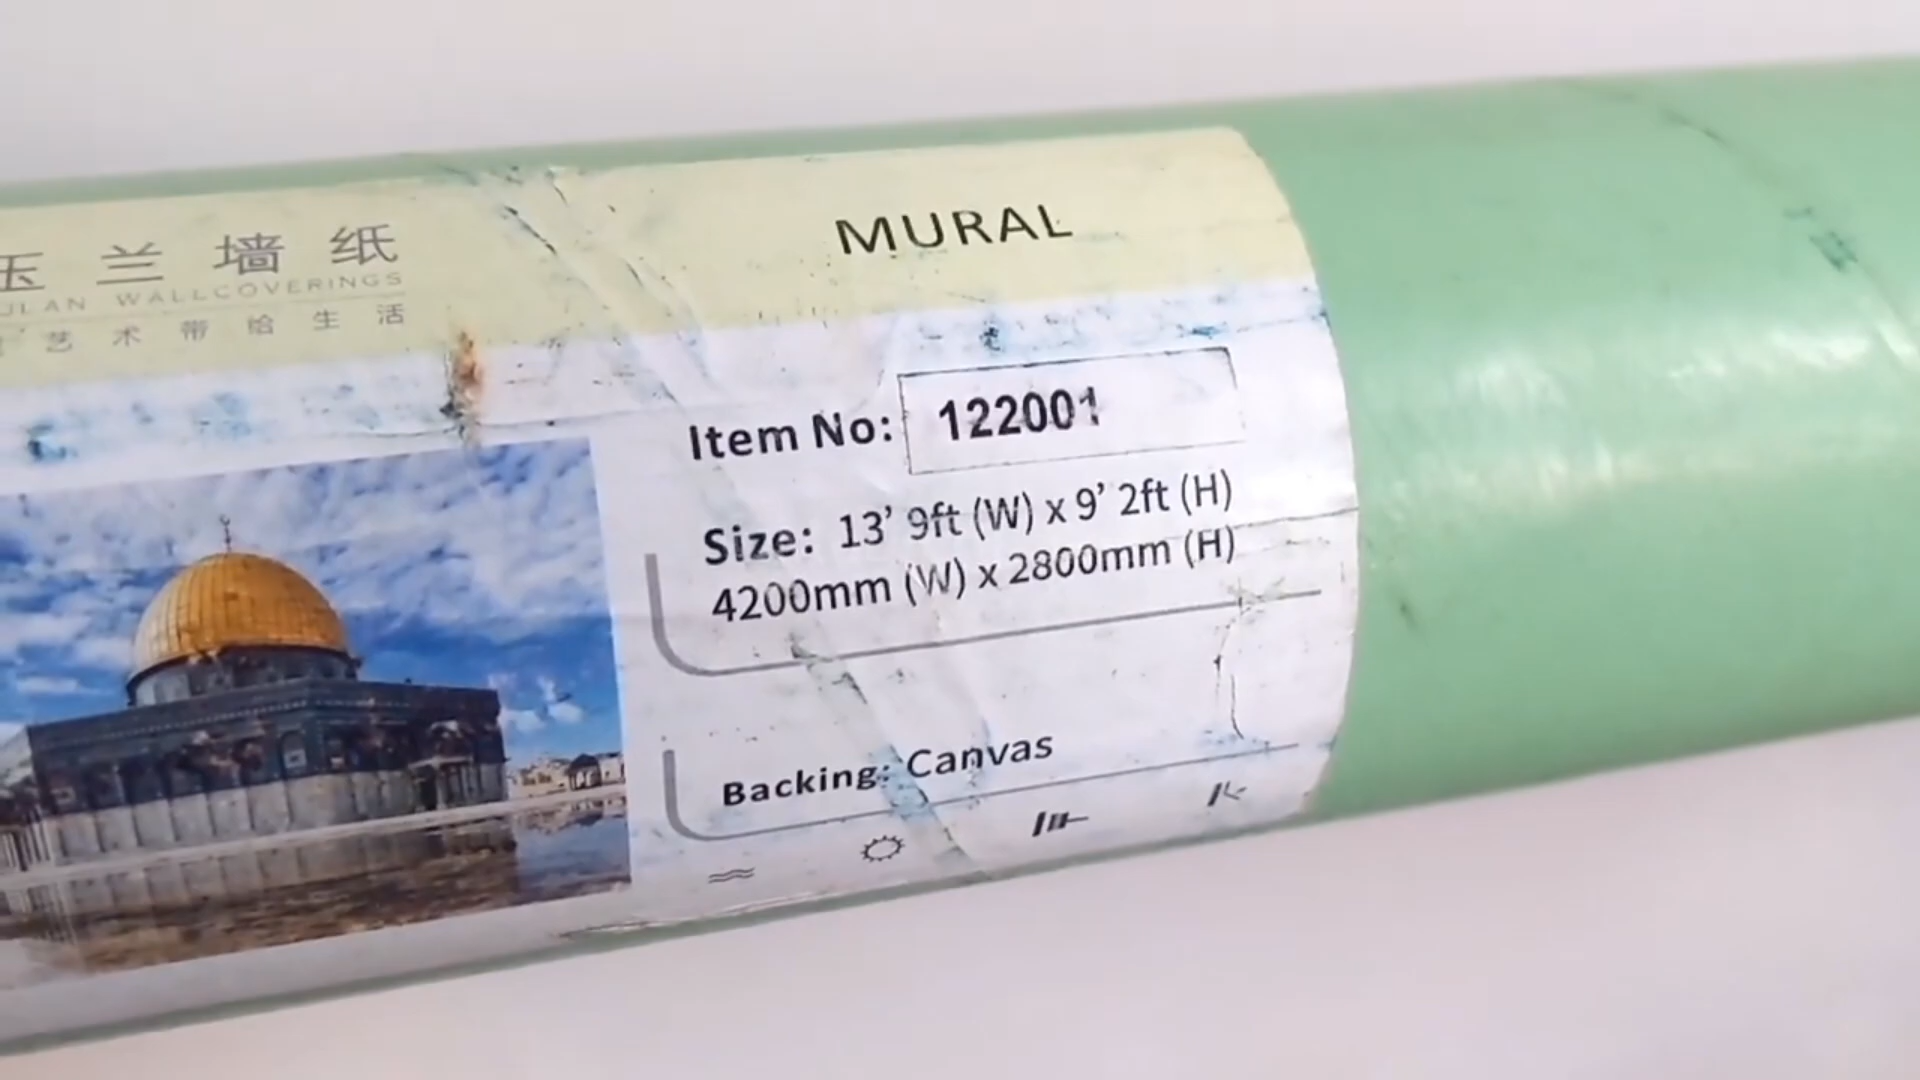 玉兰墙纸
ULAN WALLCOVERINGS
艺术带给生活
MURAL
Item No: 122001
Size: 13’ 9ft (W) x 9’ 2ft (H)
4200mm (W) x 2800mm (H)
Backing: Canvas